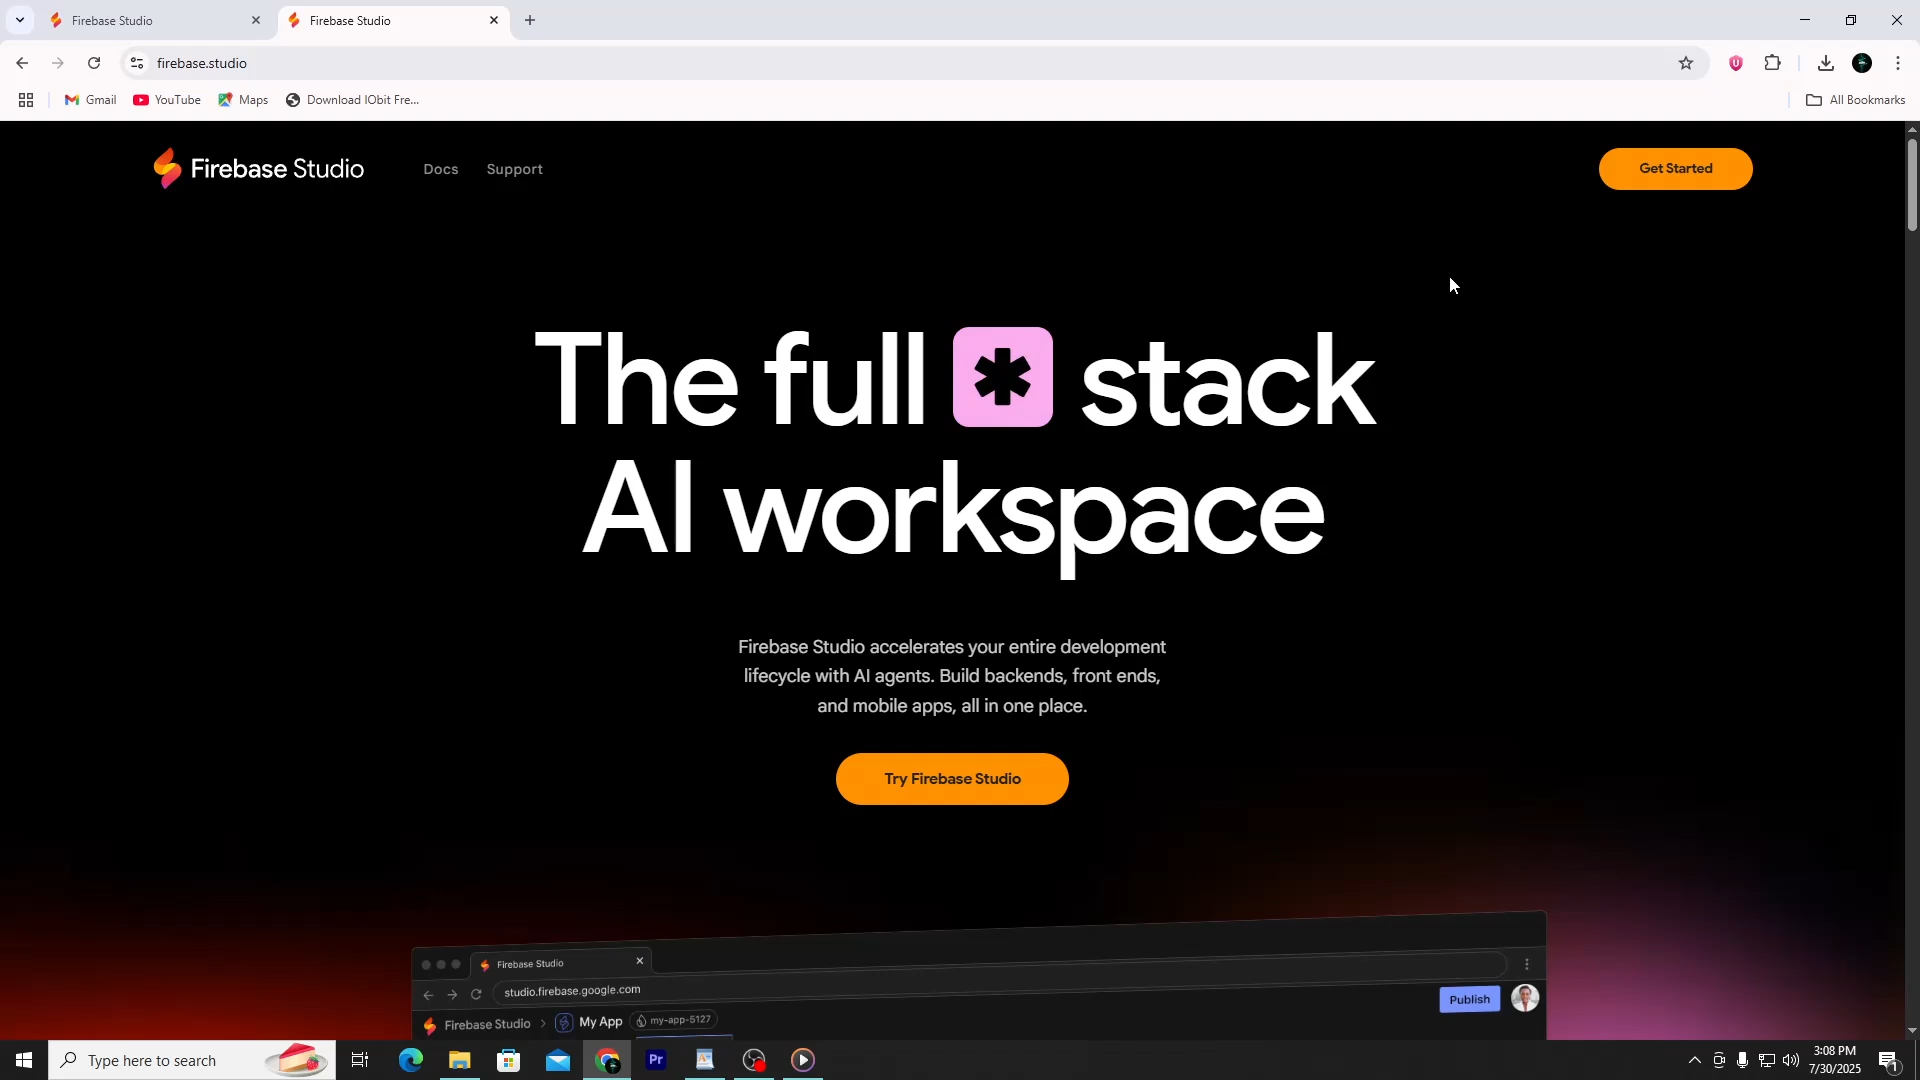 Firebase Studio
Firebase Studio
firebase.studio
Gmail
YouTube
Maps
Download IObit Fre...
All Bookmarks
Firebase Studio
Docs
Support
Get Started
The full * stack
AI workspace
Firebase Studio accelerates your entire development
lifecycle with AI agents. Build backends, front ends,
and mobile apps, all in one place.
Try Firebase Studio
Firebase Studio
studio.firebase.google.com
Publish
Firebase Studio > My App my-app-5127
Type here to search
Pr
3:08 PM
7/30/2025
1